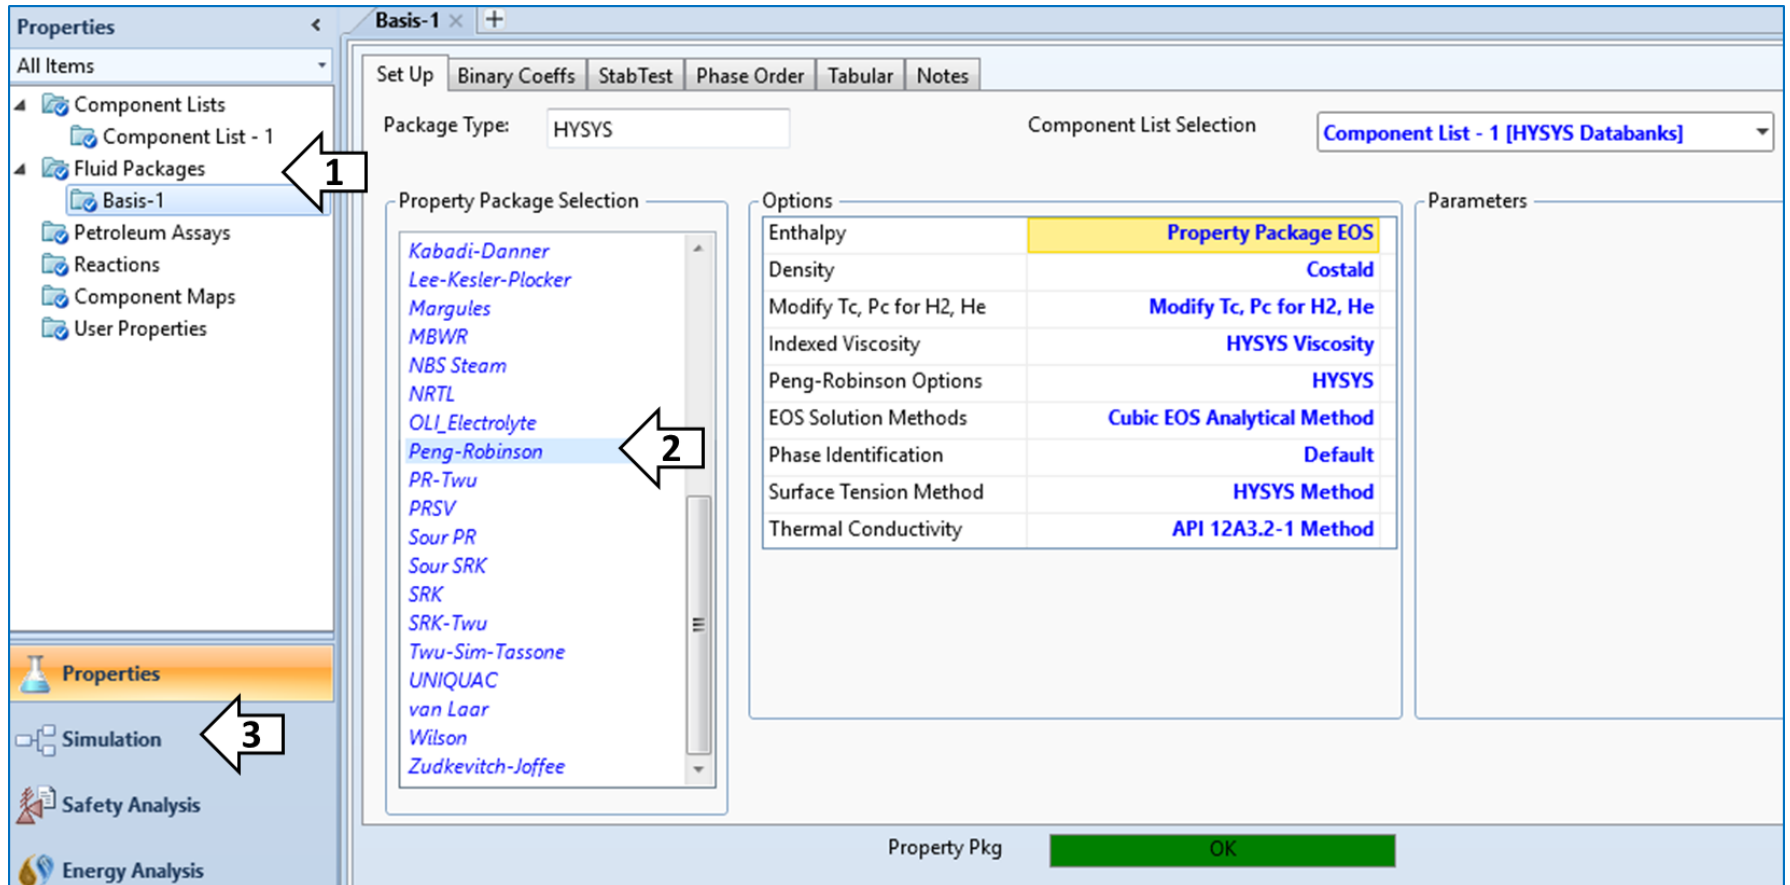 Properties
All Items
Component Lists
Component List - 1
Fluid Packages
Basis-1
Petroleum Assays
Reactions
Component Maps
User Properties
1
Properties
Simulation
3
Safety Analysis
Energy Analysis
Basis-1
Set Up Binary Coeffs StabTest Phase Order Tabular Notes
Package Type: HYSYS Component List Selection Component List - 1 [HYSYS Databanks]
Property Package Selection
Kabadi-Danner
Lee-Kesler-Plocker
Margules
MBWR
NBS Steam
NRTL
OLI_Electrolyte
Peng-Robinson
PR-Twu
PRSV
Sour PR
Sour SRK
SRK
SRK-Twu
Twu-Sim-Tassone
UNIQUAC
van Laar
Wilson
Zudkevitch-Joffee
2
Options
Enthalpy Property Package EOS
Density Costald
Modify Tc, Pc for H2, He Modify Tc, Pc for H2, He
Indexed Viscosity HYSYS Viscosity
Peng-Robinson Options HYSYS
EOS Solution Methods Cubic EOS Analytical Method
Phase Identification Default
Surface Tension Method HYSYS Method
Thermal Conductivity API 12A3.2-1 Method
Parameters
Property Pkg OK